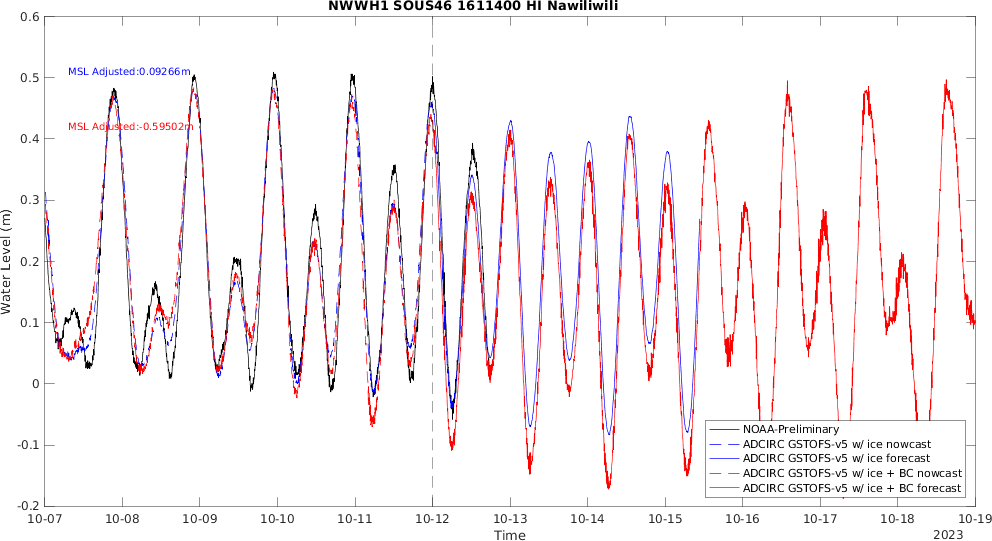 NWWH1 SOUS46 1611400 HI Nawiliwili
0.6
0.5
0.4
0.3
0.2
0.1
0
-0.1
-0.2
Water Level (m)
MSL Adjusted:0.09266m
MSL Adjusted:-0.59502m
NOAA-Preliminary
ADCIRC GSTOFS-v5 w/ ice nowcast
ADCIRC GSTOFS-v5 w/ ice forecast
ADCIRC GSTOFS-v5 w/ ice + BC nowcast
ADCIRC GSTOFS-v5 w/ ice + BC forecast
10-07 10-08 10-09 10-10 10-11 10-12 10-13 10-14 10-15 10-16 10-17 10-18 10-19
Time
2023